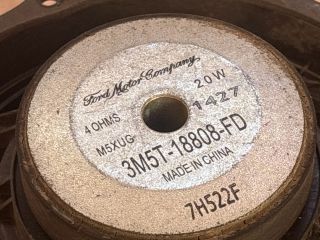 Ford Motor Company
4 OHMS 20W
M5XUG 1427
3M5T-18808-FD
MADE IN CHINA
7H522F